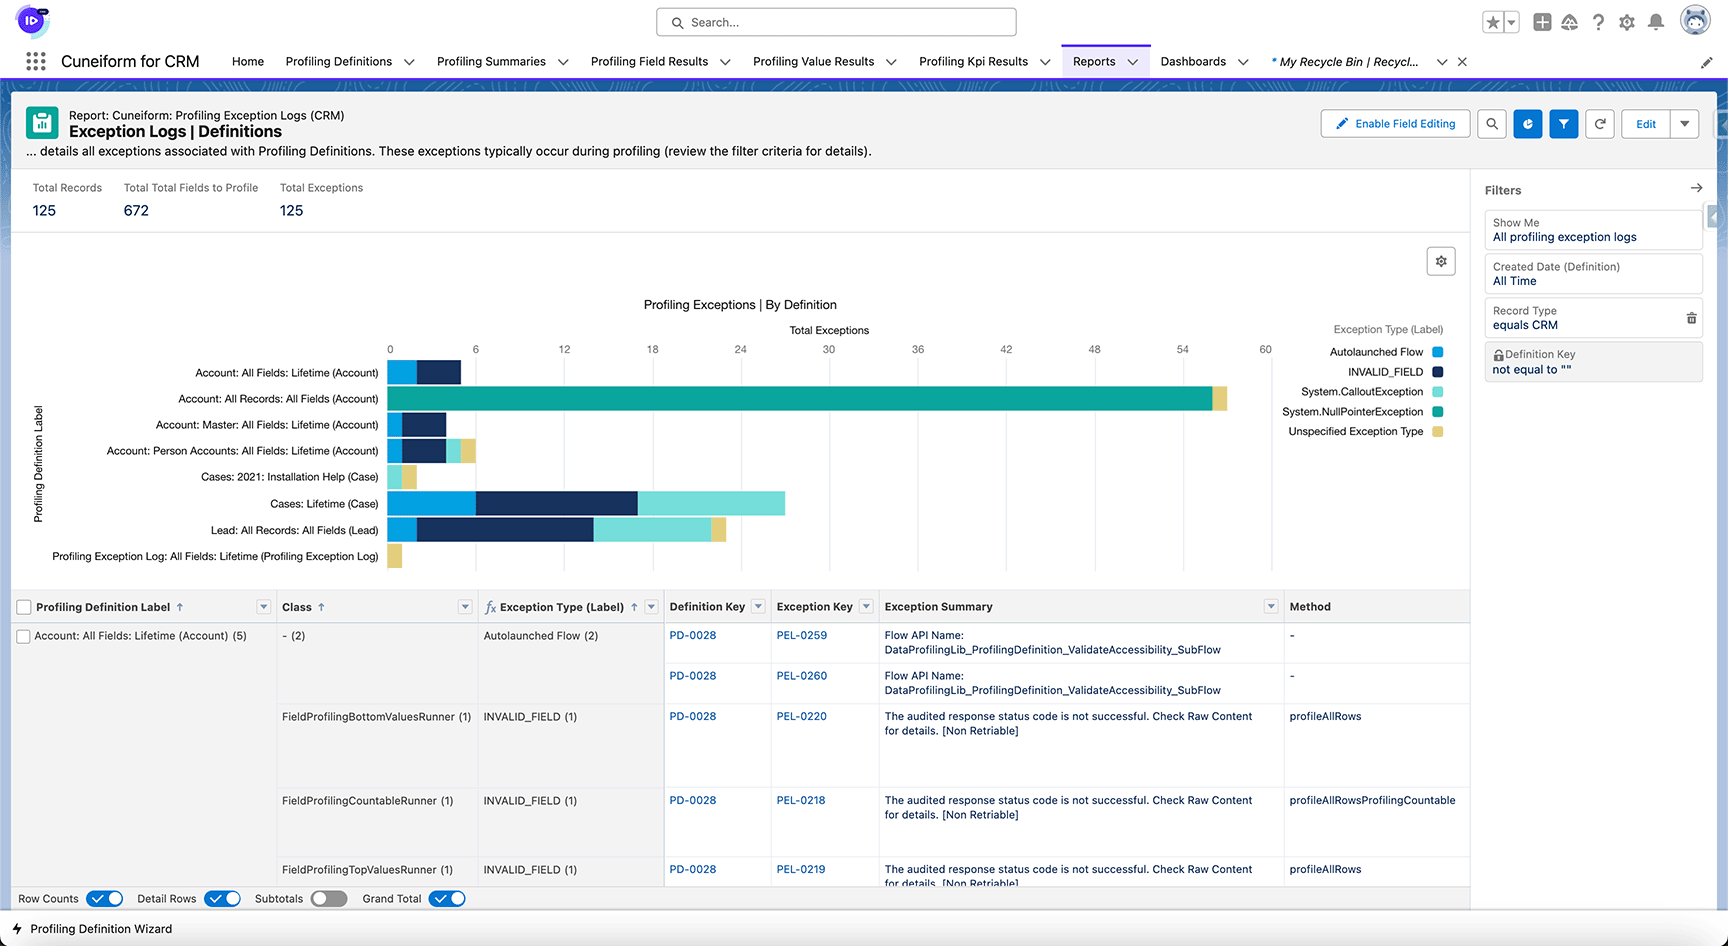 ID
Search...
Cuneiform for CRM
Home
Profiling Definitions
Profiling Summaries
Profiling Field Results
Profiling Value Results
Profiling Kpi Results
Reports
Dashboards
* My Recycle Bin | Recycl...
Report: Cuneiform: Profiling Exception Logs (CRM)
Exception Logs | Definitions
... details all exceptions associated with Profiling Definitions. These exceptions typically occur during profiling (review the filter criteria for details).
Enable Field Editing
Edit
Total Records
125
Total Total Fields to Profile
672
Total Exceptions
125
Filters
Show Me
All profiling exception logs
Created Date (Definition)
All Time
Record Type
equals CRM
Definition Key
not equal to ""
Profiling Exceptions | By Definition
Total Exceptions
0 6 12 18 24 30 36 42 48 54 60
Profiling Definition Label
Account: All Fields: Lifetime (Account)
Account: All Records: All Fields (Account)
Account: Master: All Fields: Lifetime (Account)
Account: Person Accounts: All Fields: Lifetime (Account)
Cases: 2021: Installation Help (Case)
Cases: Lifetime (Case)
Lead: All Records: All Fields (Lead)
Profiling Exception Log: All Fields: Lifetime (Profiling Exception Log)
Exception Type (Label)
Autolaunched Flow
INVALID_FIELD
System.CalloutException
System.NullPointerException
Unspecified Exception Type
Profiling Definition Label ↑ Class ↑ fx Exception Type (Label) ↑ Definition Key Exception Key Exception Summary Method
Account: All Fields: Lifetime (Account) (5) - (2) Autolaunched Flow (2) PD-0028 PEL-0259 Flow API Name: -
DataProfilingLib_ProfilingDefinition_ValidateAccessibility_SubFlow
PD-0028 PEL-0260 Flow API Name: -
DataProfilingLib_ProfilingDefinition_ValidateAccessibility_SubFlow
FieldProfilingBottomValuesRunner (1) INVALID_FIELD (1) PD-0028 PEL-0220 The audited response status code is not successful. Check Raw Content profileAllRows
for details. [Non Retriable]
FieldProfilingCountableRunner (1) INVALID_FIELD (1) PD-0028 PEL-0218 The audited response status code is not successful. Check Raw Content profileAllRowsProfilingCountable
for details. [Non Retriable]
FieldProfilingTopValuesRunner (1) INVALID_FIELD (1) PD-0028 PEL-0219 The audited response status code is not successful. Check Raw Content profileAllRows
for details. [Non Retriable]
Row Counts
Detail Rows
Subtotals
Grand Total
Profiling Definition Wizard